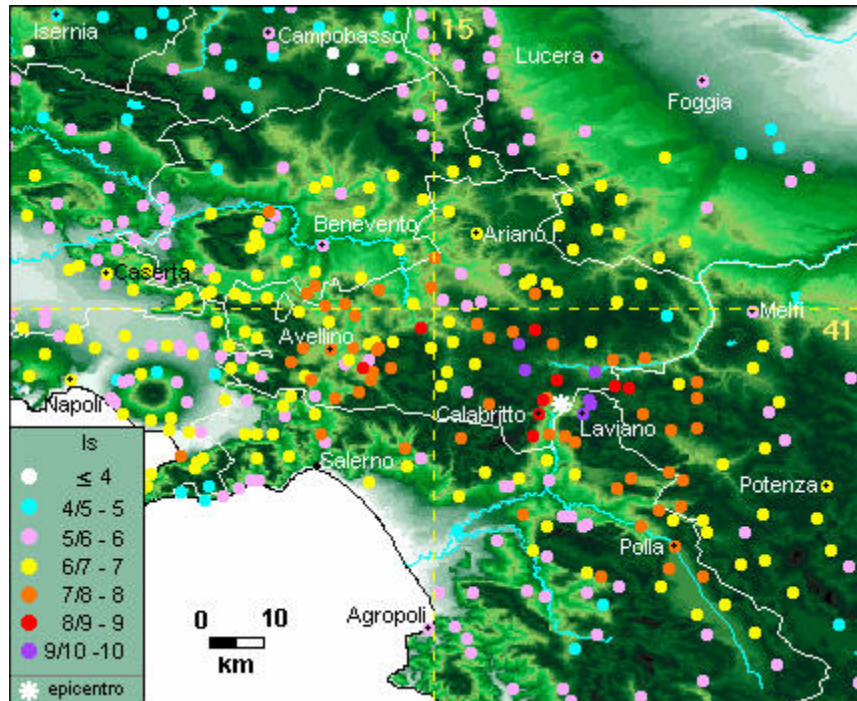 Isernia
Campobasso
15
Lucera
Foggia
Benevento
Ariano I.
Caserta
Melfi
41
Avellino
Napoli
Calabritto
Laviano
Is
≤ 4
4/5 - 5
5/6 - 6
6/7 - 7
7/8 - 8
8/9 - 9
9/10 -10
epicentro
Salerno
Potenza
Polla
0 10
km
Agropoli